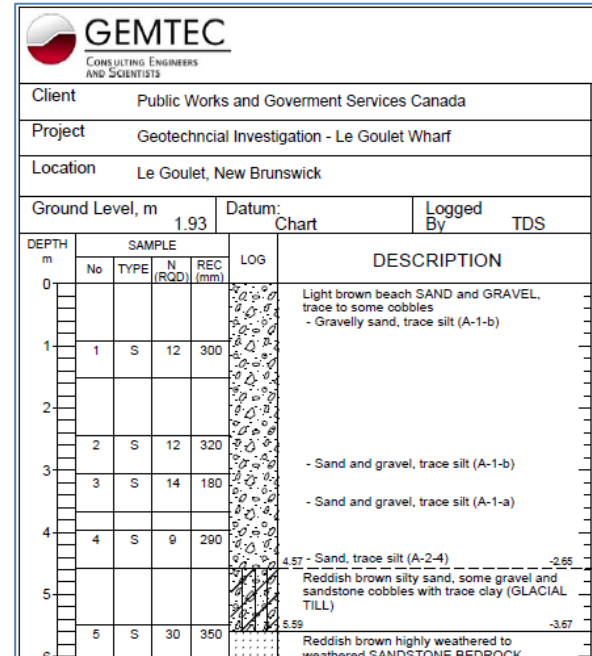 GEMTEC
CONSULTING ENGINEERS
AND SCIENTISTS
Client Public Works and Goverment Services Canada
Project Geotechncial Investigation - Le Goulet Wharf
Location Le Goulet, New Brunswick
Ground Level, m 1.93 Datum: Chart Logged By TDS
DEPTH m SAMPLE LOG DESCRIPTION
No TYPE N (RQD) REC (mm)
0
Light brown beach SAND and GRAVEL,
trace to some cobbles
- Gravelly sand, trace silt (A-1-b)
1
1 S 12 300
2
2 S 12 320
- Sand and gravel, trace silt (A-1-b)
3
3 S 14 180
- Sand and gravel, trace silt (A-1-a)
4
4 S 9 290
4.57 - Sand, trace silt (A-2-4) -2.65
Reddish brown silty sand, some gravel and
sandstone cobbles with trace clay (GLACIAL
TILL)
5
5.59 -3.67
5 S 30 350
Reddish brown highly weathered to
weathered SANDSTONE BEDROCK
6